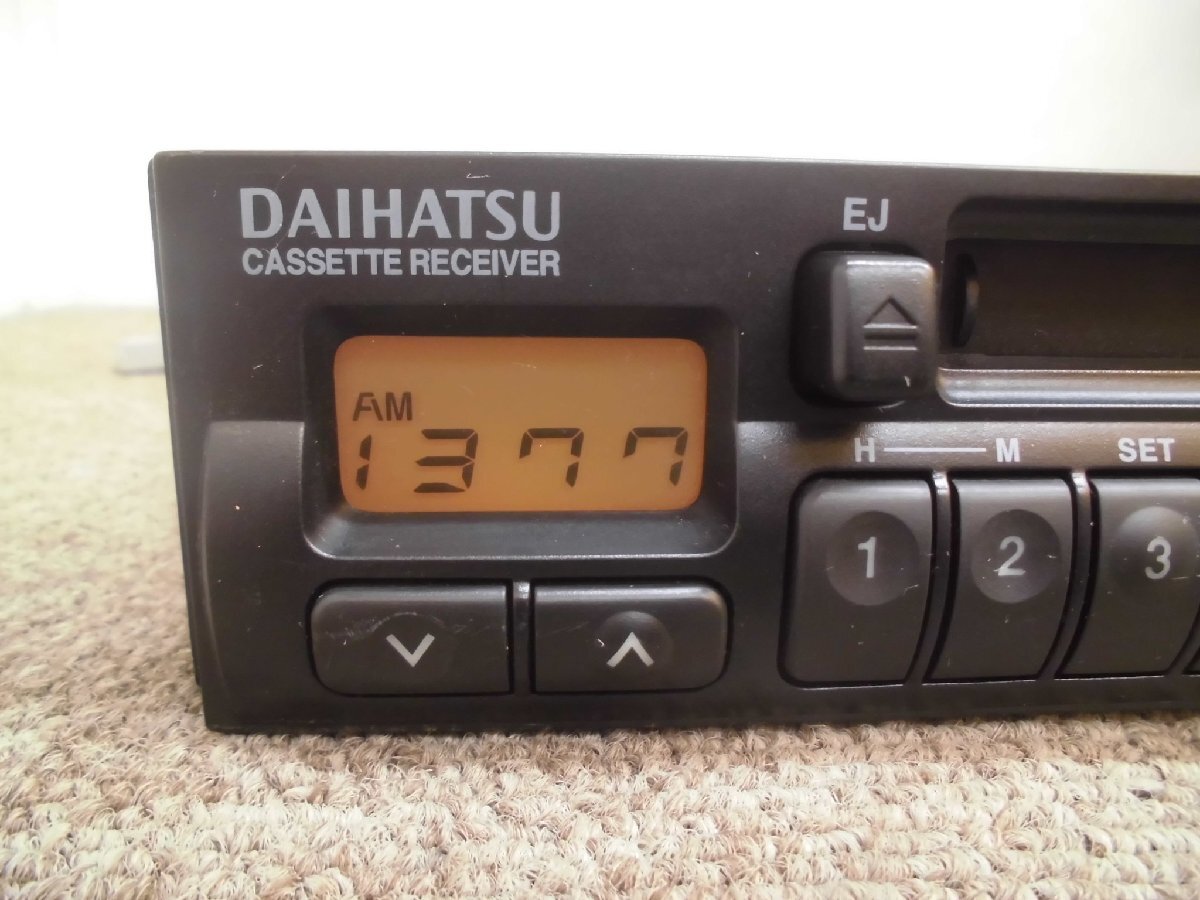 DAIHATSU
CASSETTE RECEIVER
EJ
AM
1377
H M SET
1 2 3